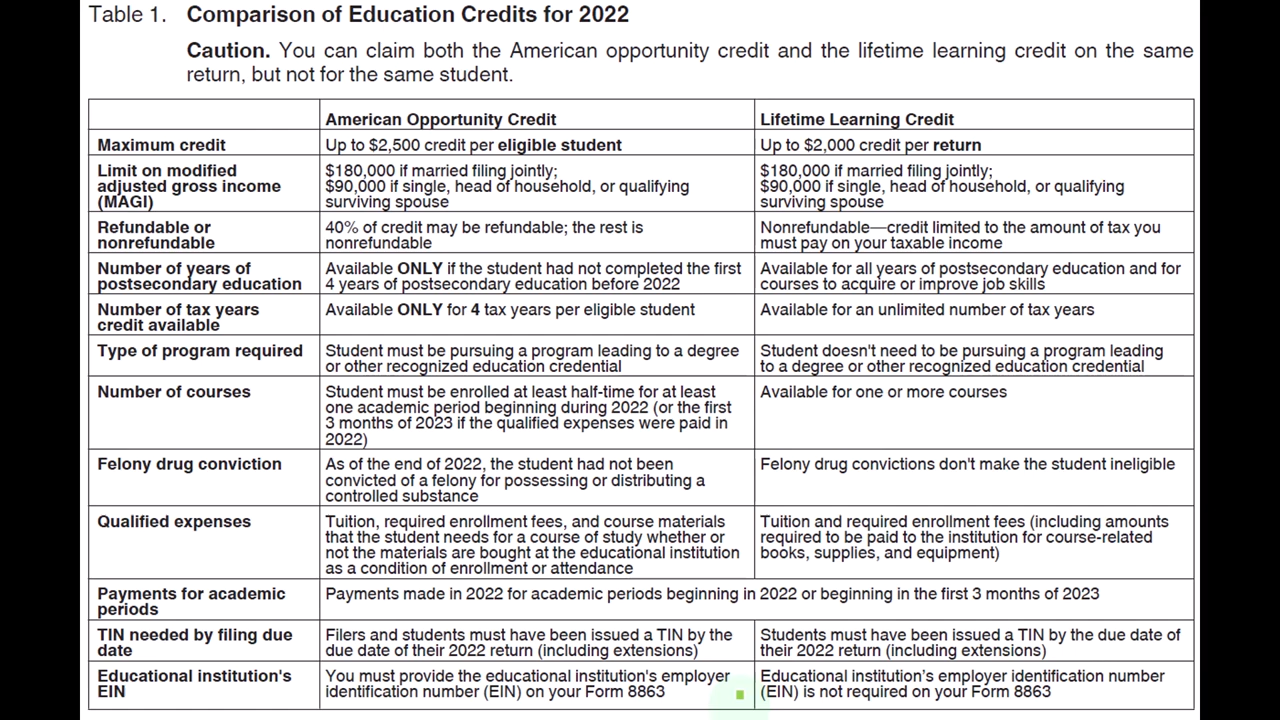 Table 1. Comparison of Education Credits for 2022
Caution. You can claim both the American opportunity credit and the lifetime learning credit on the same
return, but not for the same student.
American Opportunity Credit
Lifetime Learning Credit
Maximum credit
Up to $2,500 credit per eligible student
Up to $2,000 credit per return
Limit on modified
adjusted gross income
(MAGI)
$180,000 if married filing jointly;
$90,000 if single, head of household, or qualifying
surviving spouse
$180,000 if married filing jointly;
$90,000 if single, head of household, or qualifying
surviving spouse
Refundable or
nonrefundable
40% of credit may be refundable; the rest is
nonrefundable
Nonrefundable—credit limited to the amount of tax you
must pay on your taxable income
Number of years of
postsecondary education
Available ONLY if the student had not completed the first
4 years of postsecondary education before 2022
Available for all years of postsecondary education and for
courses to acquire or improve job skills
Number of tax years
credit available
Available ONLY for 4 tax years per eligible student
Available for an unlimited number of tax years
Type of program required
Student must be pursuing a program leading to a degree
or other recognized education credential
Student doesn't need to be pursuing a program leading
to a degree or other recognized education credential
Number of courses
Student must be enrolled at least half-time for at least
one academic period beginning during 2022 (or the first
3 months of 2023 if the qualified expenses were paid in
2022)
Available for one or more courses
Felony drug conviction
As of the end of 2022, the student had not been
convicted of a felony for possessing or distributing a
controlled substance
Felony drug convictions don't make the student ineligible
Qualified expenses
Tuition, required enrollment fees, and course materials
that the student needs for a course of study whether or
not the materials are bought at the educational institution
as a condition of enrollment or attendance
Tuition and required enrollment fees (including amounts
required to be paid to the institution for course-related
books, supplies, and equipment)
Payments for academic
periods
Payments made in 2022 for academic periods beginning in 2022 or beginning in the first 3 months of 2023
TIN needed by filing due
date
Filers and students must have been issued a TIN by the
due date of their 2022 return (including extensions)
Students must have been issued a TIN by the due date of
their 2022 return (including extensions)
Educational institution's
EIN
You must provide the educational institution's employer
identification number (EIN) on your Form 8863
Educational institution's employer identification number
(EIN) is not required on your Form 8863